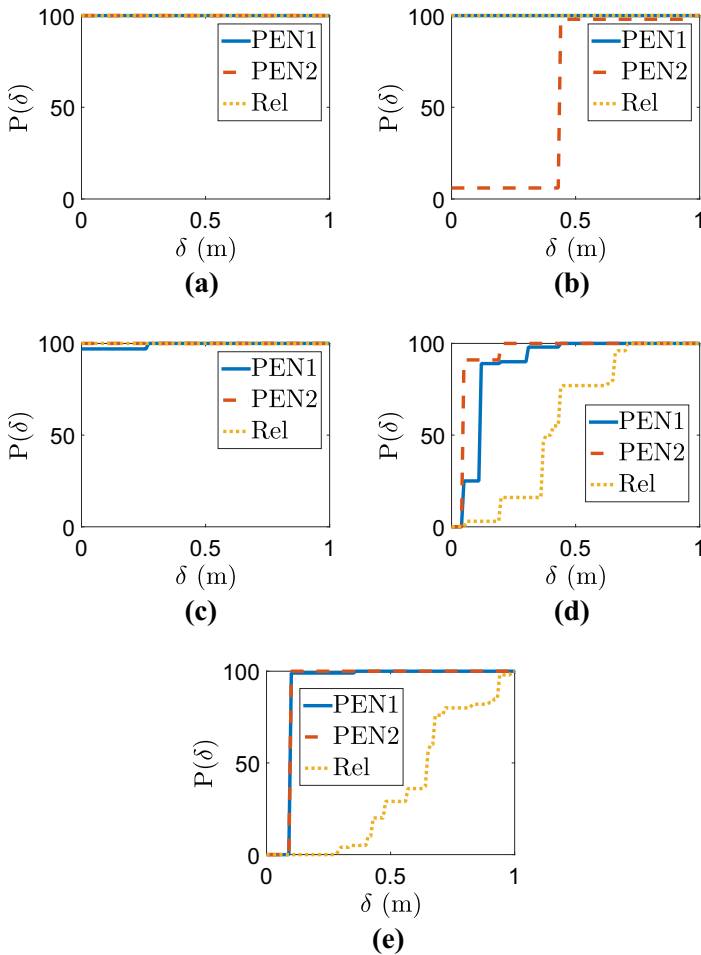 100
50
0
P(δ)
PEN1
PEN2
Rel
0
0.5
1
δ (m)
(a)
100
50
0
P(δ)
PEN1
PEN2
Rel
0
0.5
1
δ (m)
(b)
100
50
0
P(δ)
PEN1
PEN2
Rel
0
0.5
1
δ (m)
(c)
100
50
0
P(δ)
PEN1
PEN2
Rel
0
0.5
1
δ (m)
(d)
100
50
0
P(δ)
PEN1
PEN2
Rel
0
0.5
1
δ (m)
(e)